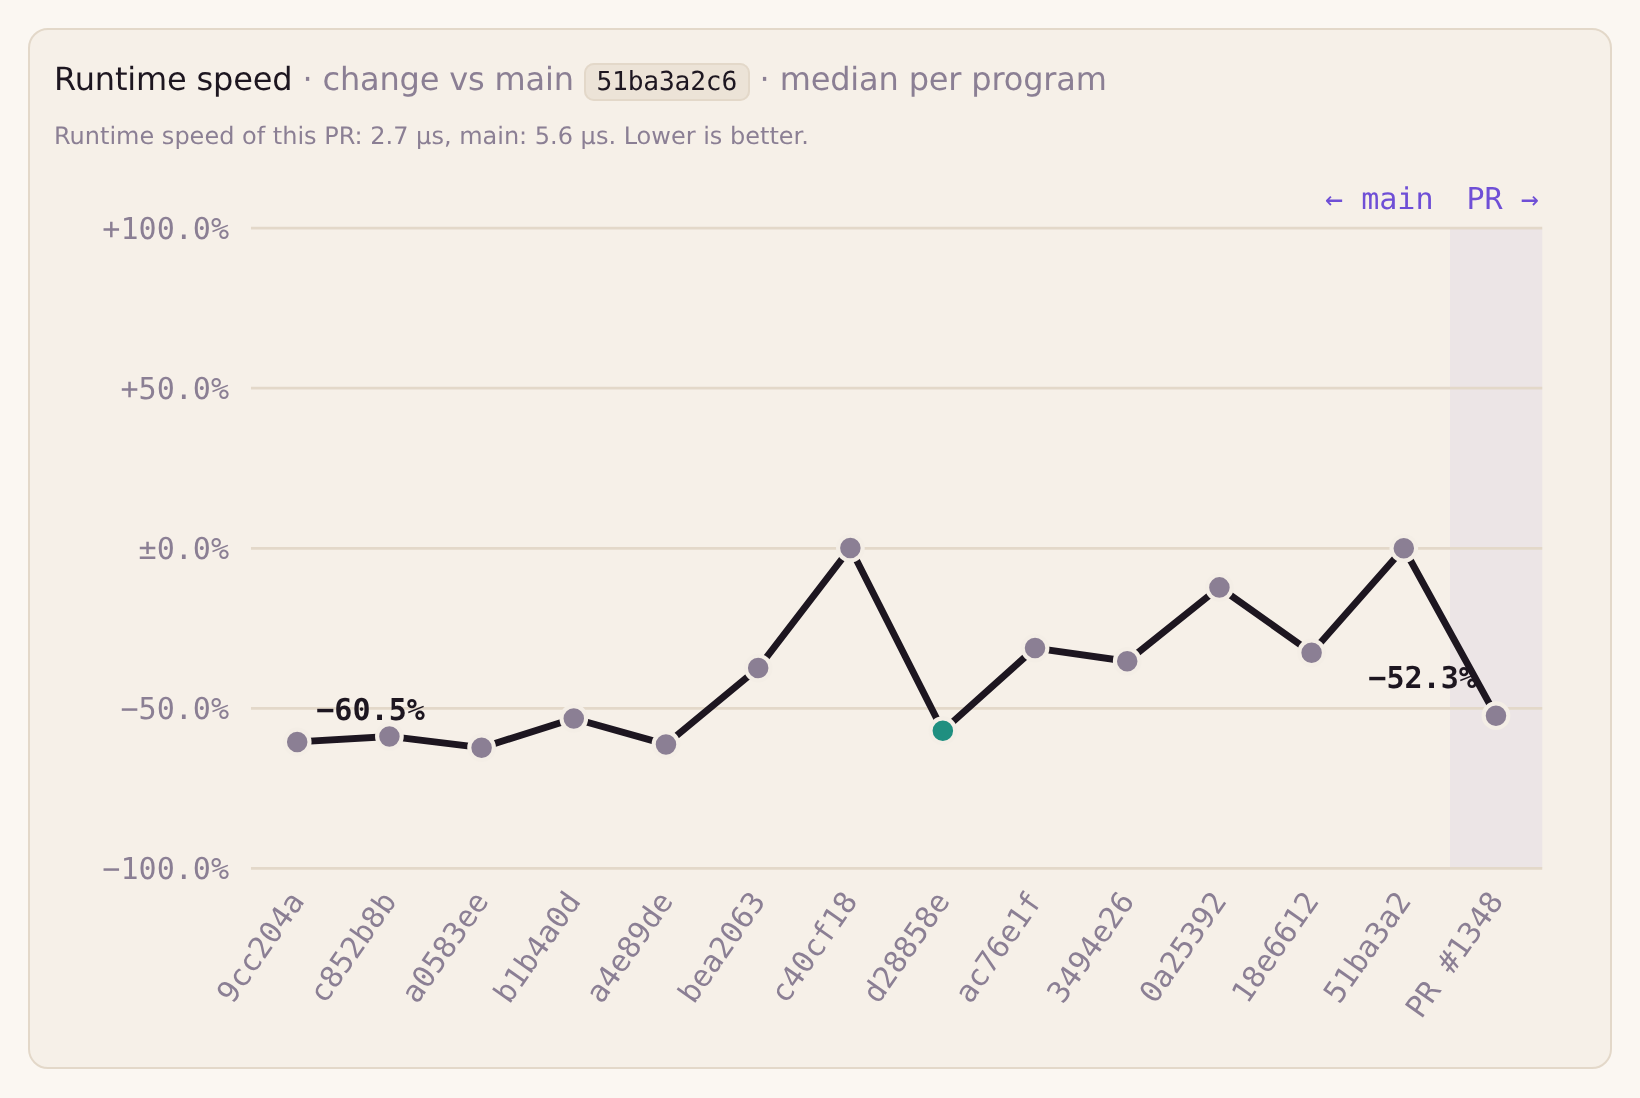 Runtime speed · change vs main 51ba3a2c6 · median per program
Runtime speed of this PR: 2.7 µs, main: 5.6 µs. Lower is better.
← main PR →
+100.0%
+50.0%
±0.0%
−50.0%
−100.0%
−60.5%
−52.3%
9cc204a
c852b8b
a0583ee
b1b4a0d
a4e89de
bea2063
c40cf18
d28858e
ac76e1f
3494e26
0a25392
18e6612
51ba3a2
PR #1348